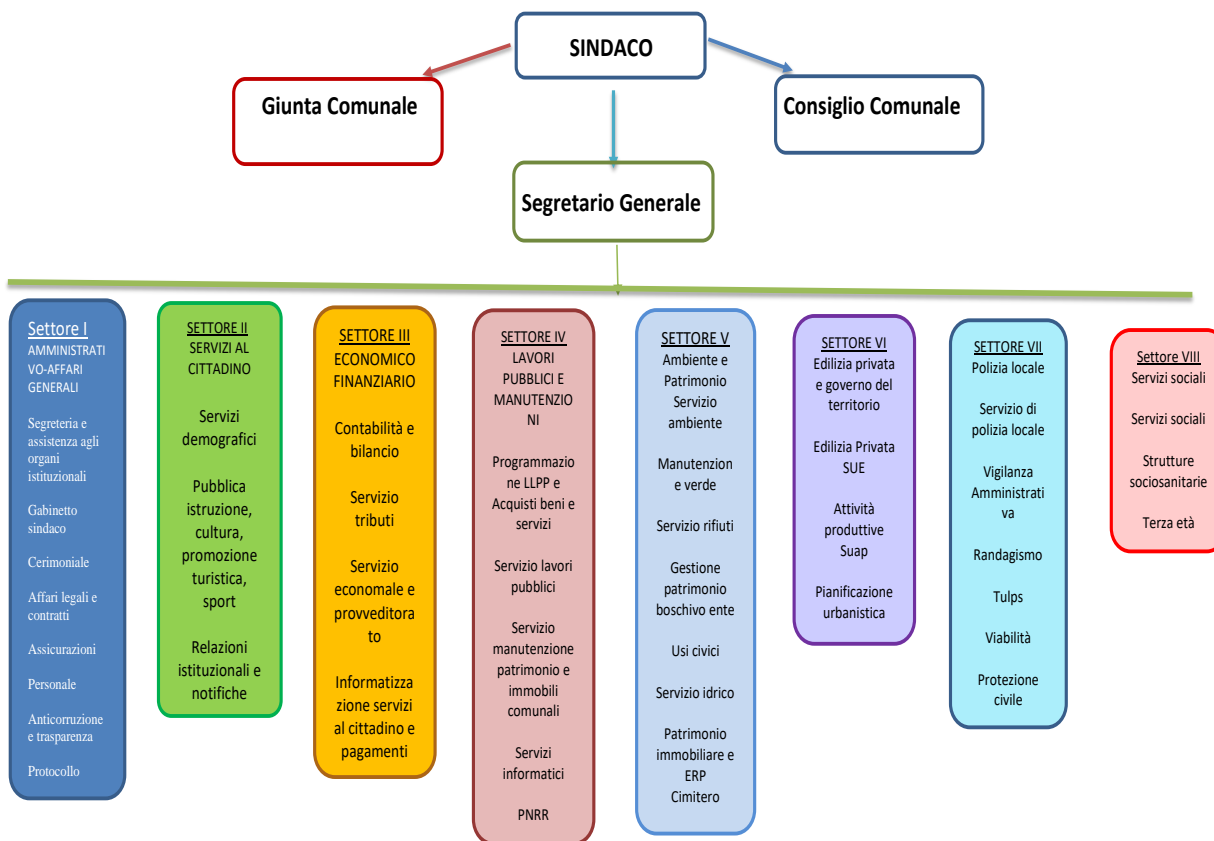 SINDACO
Giunta Comunale
Consiglio Comunale
Segretario Generale
Settore I
AMMINISTRATI
VO-AFFARI
GENERALI
Segreteria e
assistenza agli
organi
istituzionali
Gabinetto
sindaco
Cerimoniale
Affari legali e
contratti
Assicurazioni
Personale
Anticorruzione
e trasparenza
Protocollo
SETTORE II
SERVIZI AL
CITTADINO
Servizi
demografici
Pubblica
istruzione,
cultura,
promozione
turistica,
sport
Relazioni
istituzionali e
notifiche
SETTORE III
ECONOMICO
FINANZIARIO
Contabilità e
bilancio
Servizio
tributi
Servizio
economale e
provveditora
to
Informatizza
zione servizi
al cittadino e
pagamenti
SETTORE IV
LAVORI
PUBBLICI E
MANUTENZIO
NI
Programmazio
ne LLPP e
Acquisti beni e
servizi
Servizio lavori
pubblici
Servizio
manutenzione
patrimonio e
immobili
comunali
Servizi
informatici
PNRR
SETTORE V
Ambiente e
Patrimonio
Servizio
ambiente
Manutenzion
e verde
Servizio rifiuti
Gestione
patrimonio
boschivo ente
Usi civici
Servizio idrico
Patrimonio
immobiliare e
ERP
Cimitero
SETTORE VI
Edilizia privata
e governo del
territorio
Edilizia Privata
SUE
Attività
produttive
Suap
Pianificazione
urbanistica
SETTORE VII
Polizia locale
Servizio di
polizia locale
Vigilanza
Amministrati
va
Randagismo
Tulps
Viabilità
Protezione
civile
Settore VIII
Servizi sociali
Servizi sociali
Strutture
sociosanitarie
Terza età